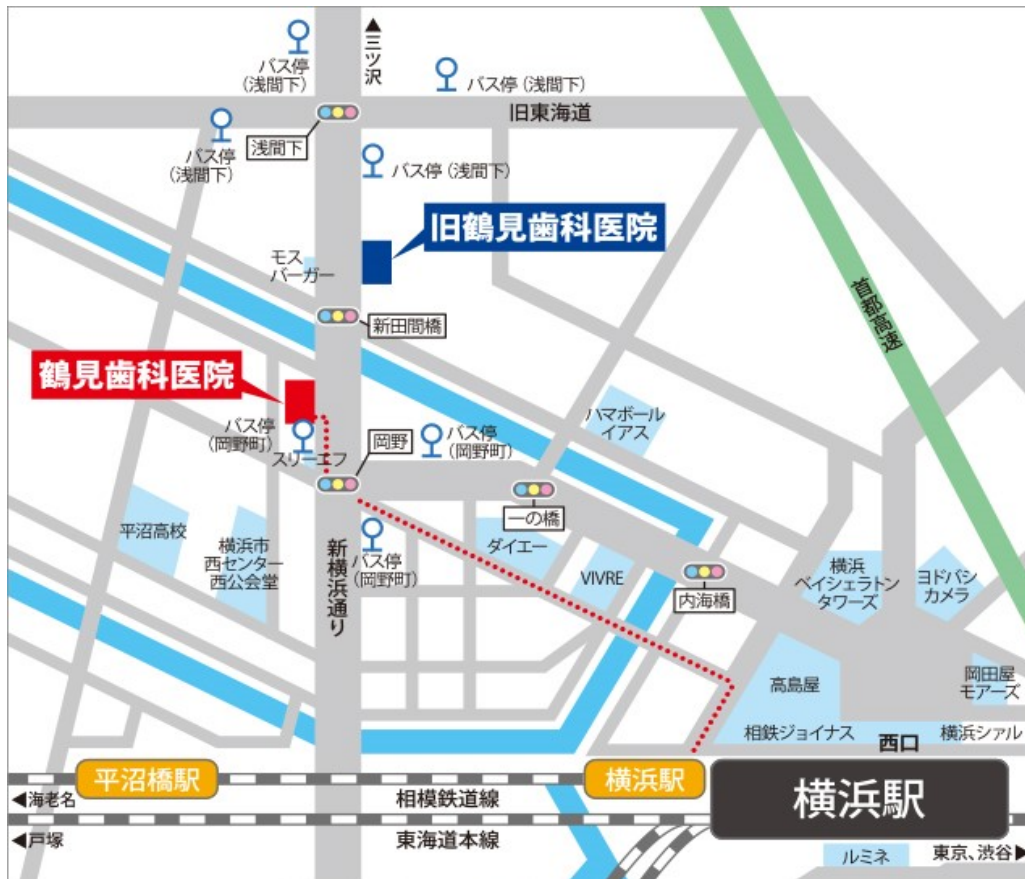 ▲三ツ沢
バス停
(浅間下)
バス停(浅間下)
旧東海道
浅間下
バス停
(浅間下)
バス停(浅間下)
旧鶴見歯科医院
モス
バーガー
首都高速
新田間橋
鶴見歯科医院
バス停
(岡野町)
スリーエフ
岡野
バス停
(岡野町)
ハマボール
イアス
一の橋
平沼高校
横浜市
西センター
西公会堂
新横浜通り
バス停
(岡野町)
ダイエー
VIVRE
内海橋
横浜
ベイシェラトン
タワーズ
ヨドバシ
カメラ
高島屋
岡田屋
モアーズ
相鉄ジョイナス
西口
横浜シァル
平沼橋駅
横浜駅
横浜駅
◀海老名
相模鉄道線
◀戸塚
東海道本線
ルミネ
東京、渋谷▶